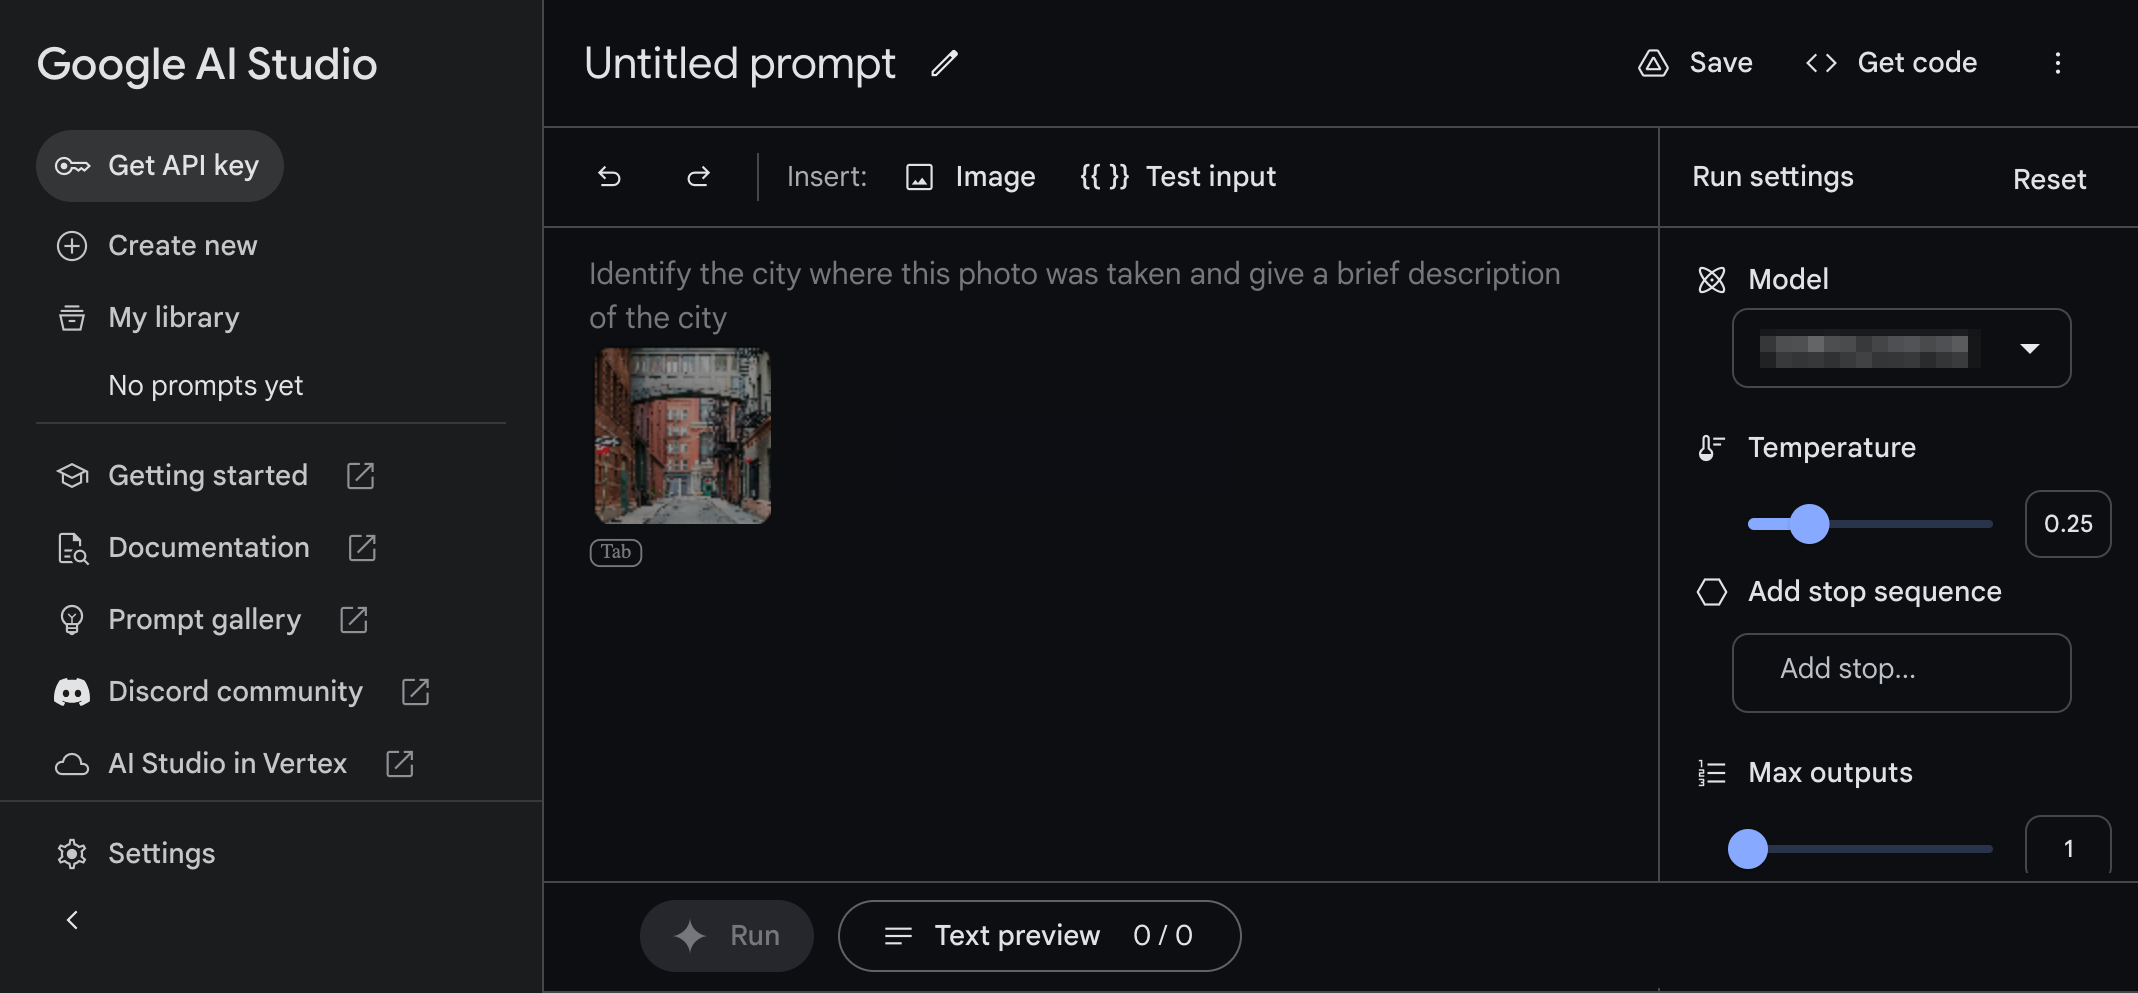 Google AI Studio
Get API key
Create new
My library
No prompts yet
Getting started
Documentation
Prompt gallery
Discord community
AI Studio in Vertex
Settings
Untitled prompt
Save
Get code
Insert:
Image
{{ }} Test input
Identify the city where this photo was taken and give a brief description
of the city
Tab
Run settings
Reset
Model
Temperature
0.25
Add stop sequence
Add stop...
Max outputs
1
Run
Text preview 0 / 0